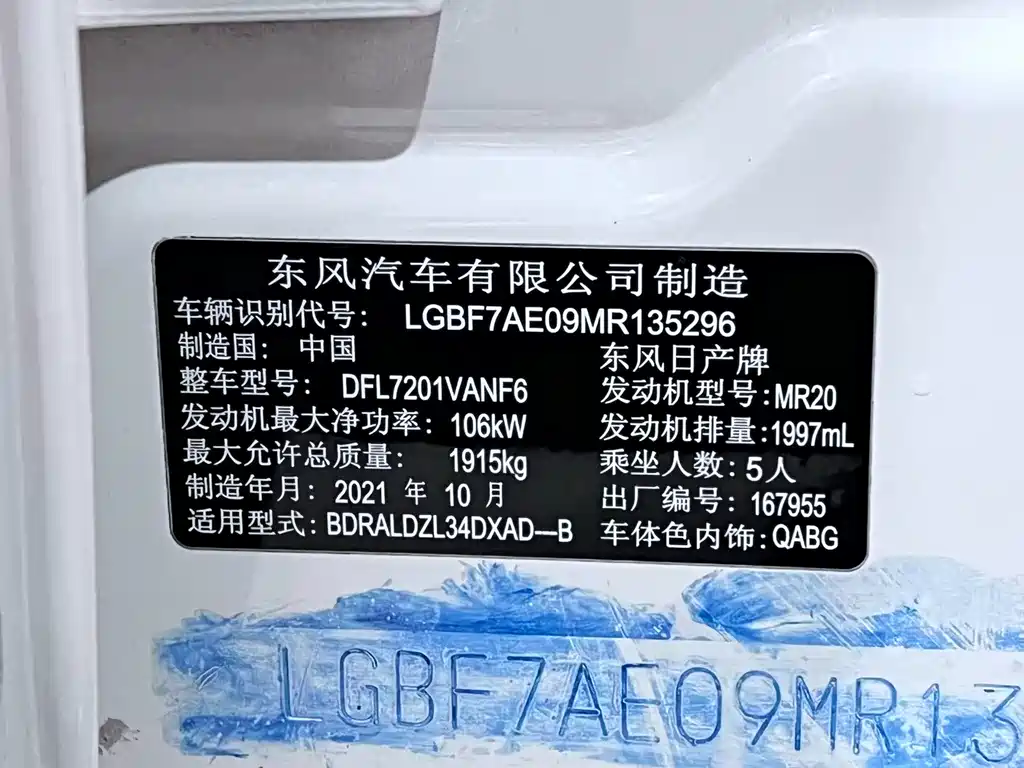 东风汽车有限公司制造
车辆识别代号： LGBF7AE09MR135296
制造国： 中国 东风日产牌
整车型号： DFL7201VANF6 发动机型号:MR20
发动机最大净功率: 106kW 发动机排量:1997mL
最大允许总质量: 1915kg 乘坐人数:5人
制造年月: 2021 年 10 月 出厂编号: 167955
适用型式: BDRALDZL34DXAD—B 车体色内饰:QABG
LGBF7AE09MR13